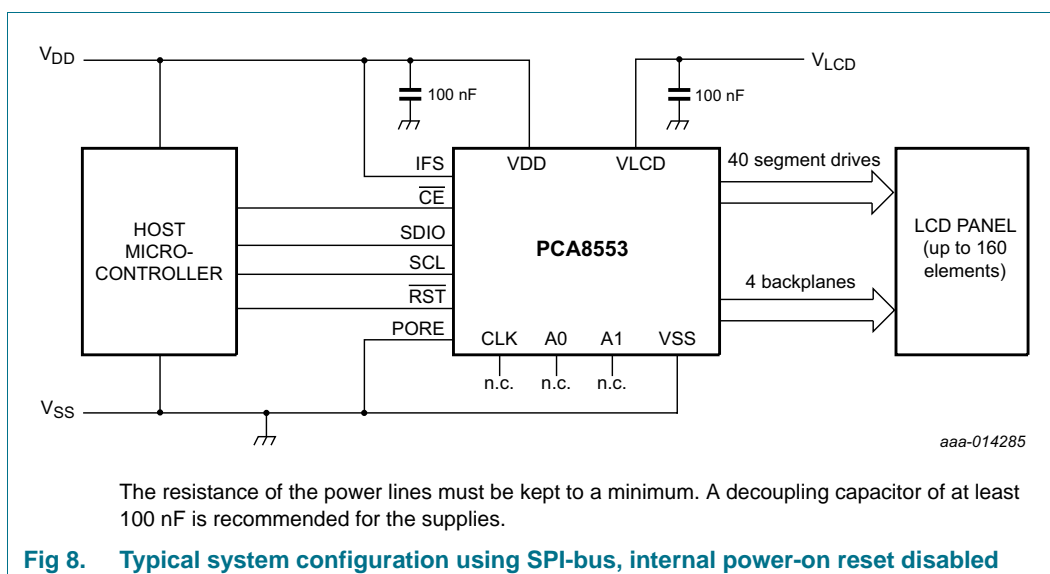 VDD
VLCD
100 nF
100 nF
IFS
VDD
VLCD
40 segment drives
CE
HOST
MICRO-
CONTROLLER
SDIO
SCL
RST
PORE
PCA8553
LCD PANEL
(up to 160
elements)
4 backplanes
CLK
A0
A1
VSS
n.c.
n.c.
n.c.
VSS
aaa-014285
The resistance of the power lines must be kept to a minimum. A decoupling capacitor of at least
100 nF is recommended for the supplies.
Fig 8. Typical system configuration using SPI-bus, internal power-on reset disabled